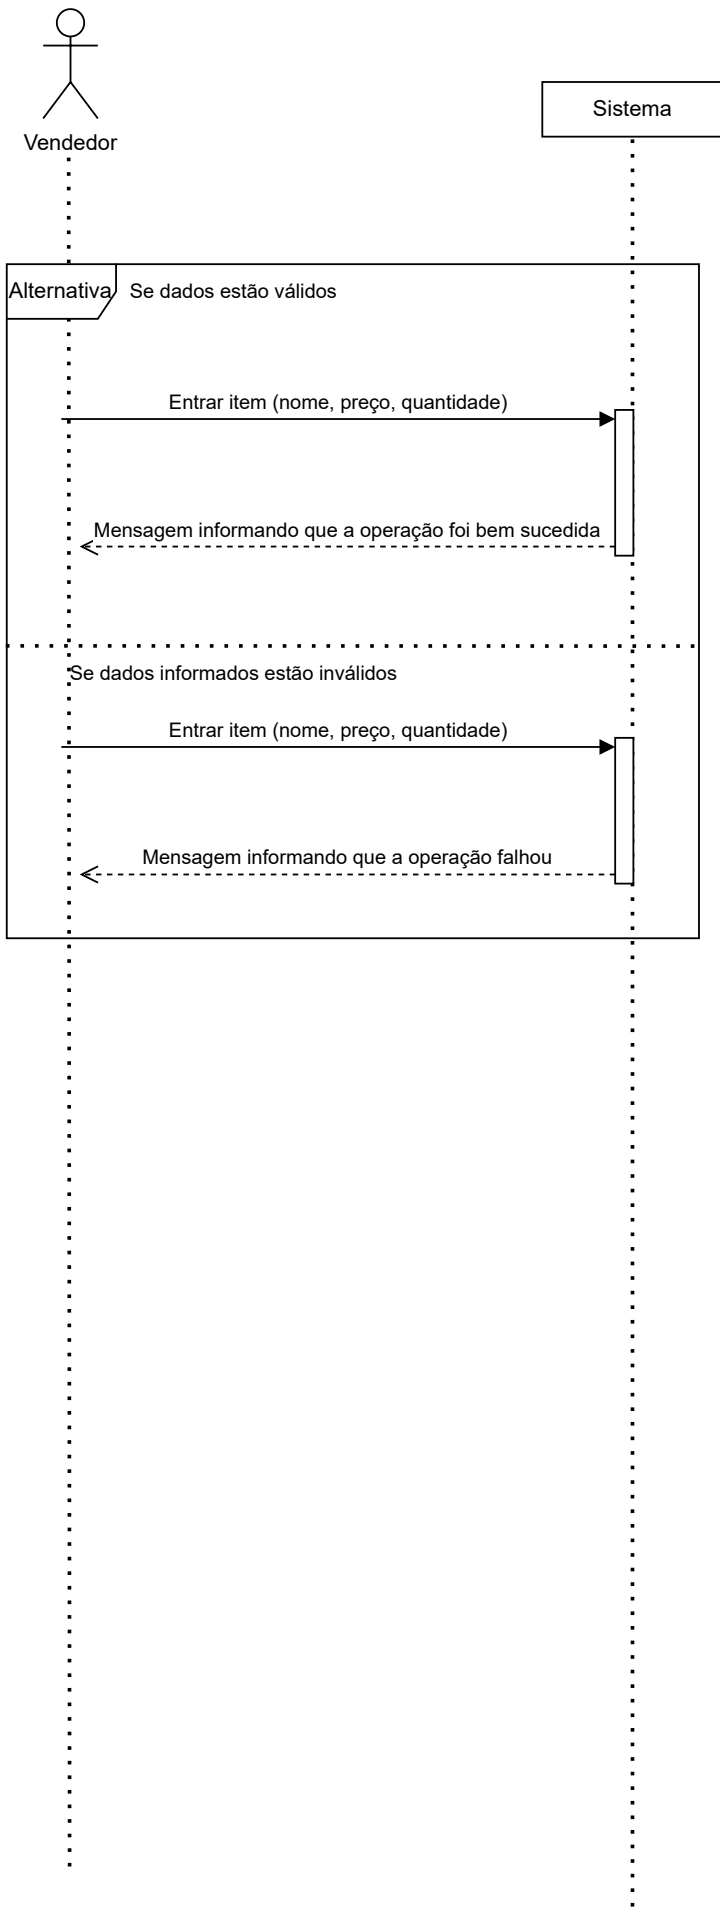 Vendedor
Sistema
Alternativa
Se dados estão válidos
Entrar item (nome, preço, quantidade)
Mensagem informando que a operação foi bem sucedida
Se dados informados estão inválidos
Entrar item (nome, preço, quantidade)
Mensagem informando que a operação falhou